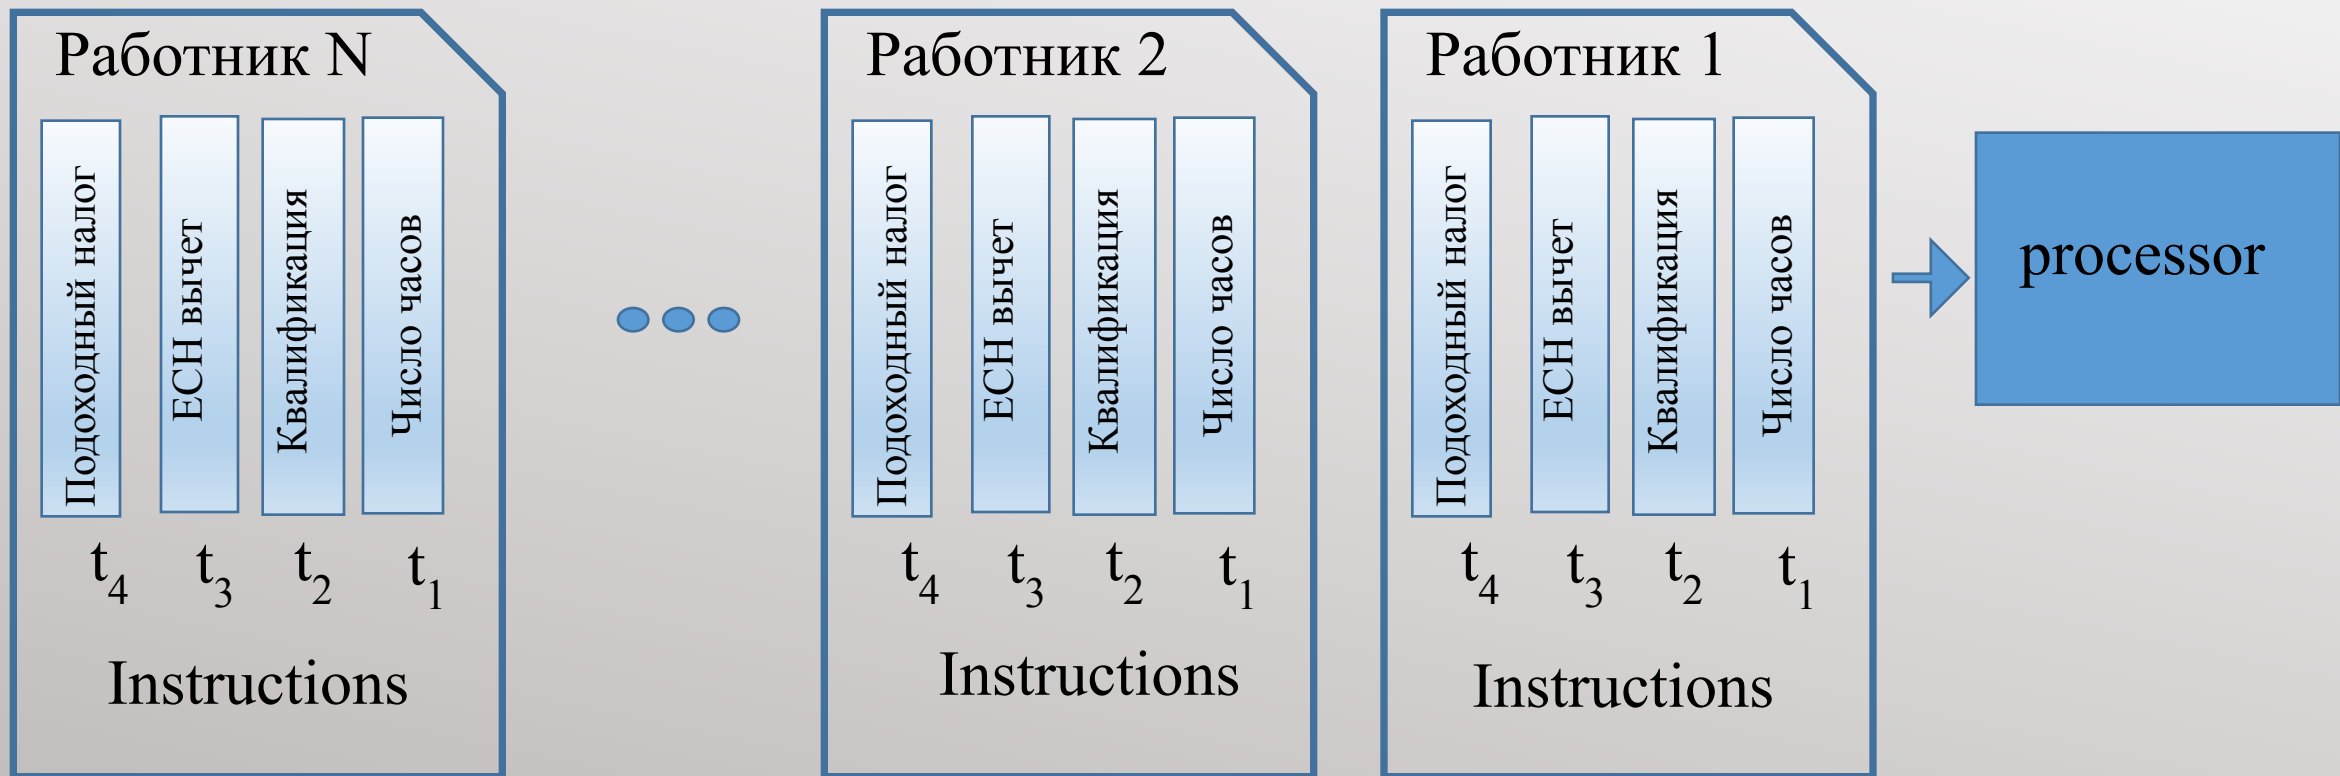 Работник N
Подоходный налог
ЕСН вычет
Квалификация
Число часов
t4
t3
t2
t1
Instructions
Работник 2
Подоходный налог
ЕСН вычет
Квалификация
Число часов
t4
t3
t2
t1
Instructions
Работник 1
Подоходный налог
ЕСН вычет
Квалификация
Число часов
t4
t3
t2
t1
Instructions
processor